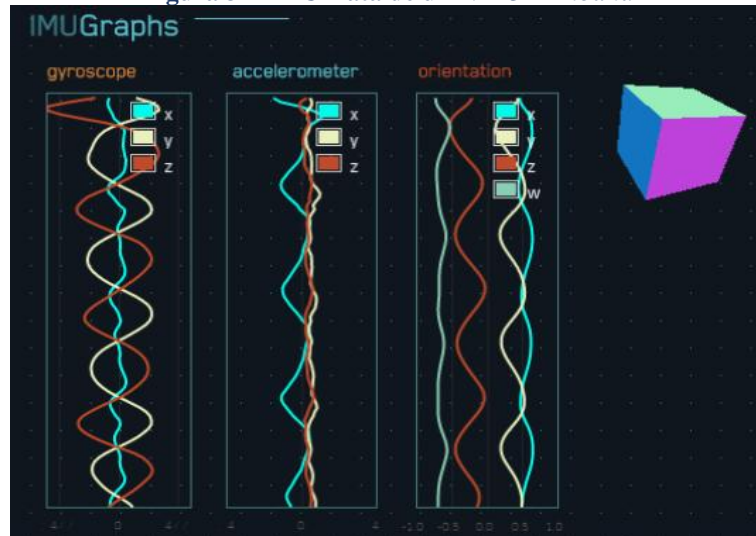 IMUGraphs
gyroscope
accelerometer
orientation
x
y
z
x
y
z
x
y
z
w
0
4
0
4
-1.0 -0.5 0.0 0.5 1.0